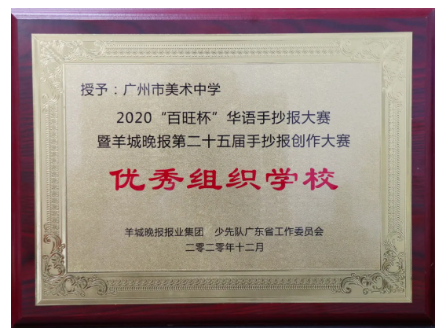 授予：广州市美术中学
2020“百旺杯”华语手抄报大赛
暨羊城晚报第二十五届手抄报创作大赛
优秀组织学校
羊城晚报报业集团 少先队广东省工作委员会
二零二零年十二月